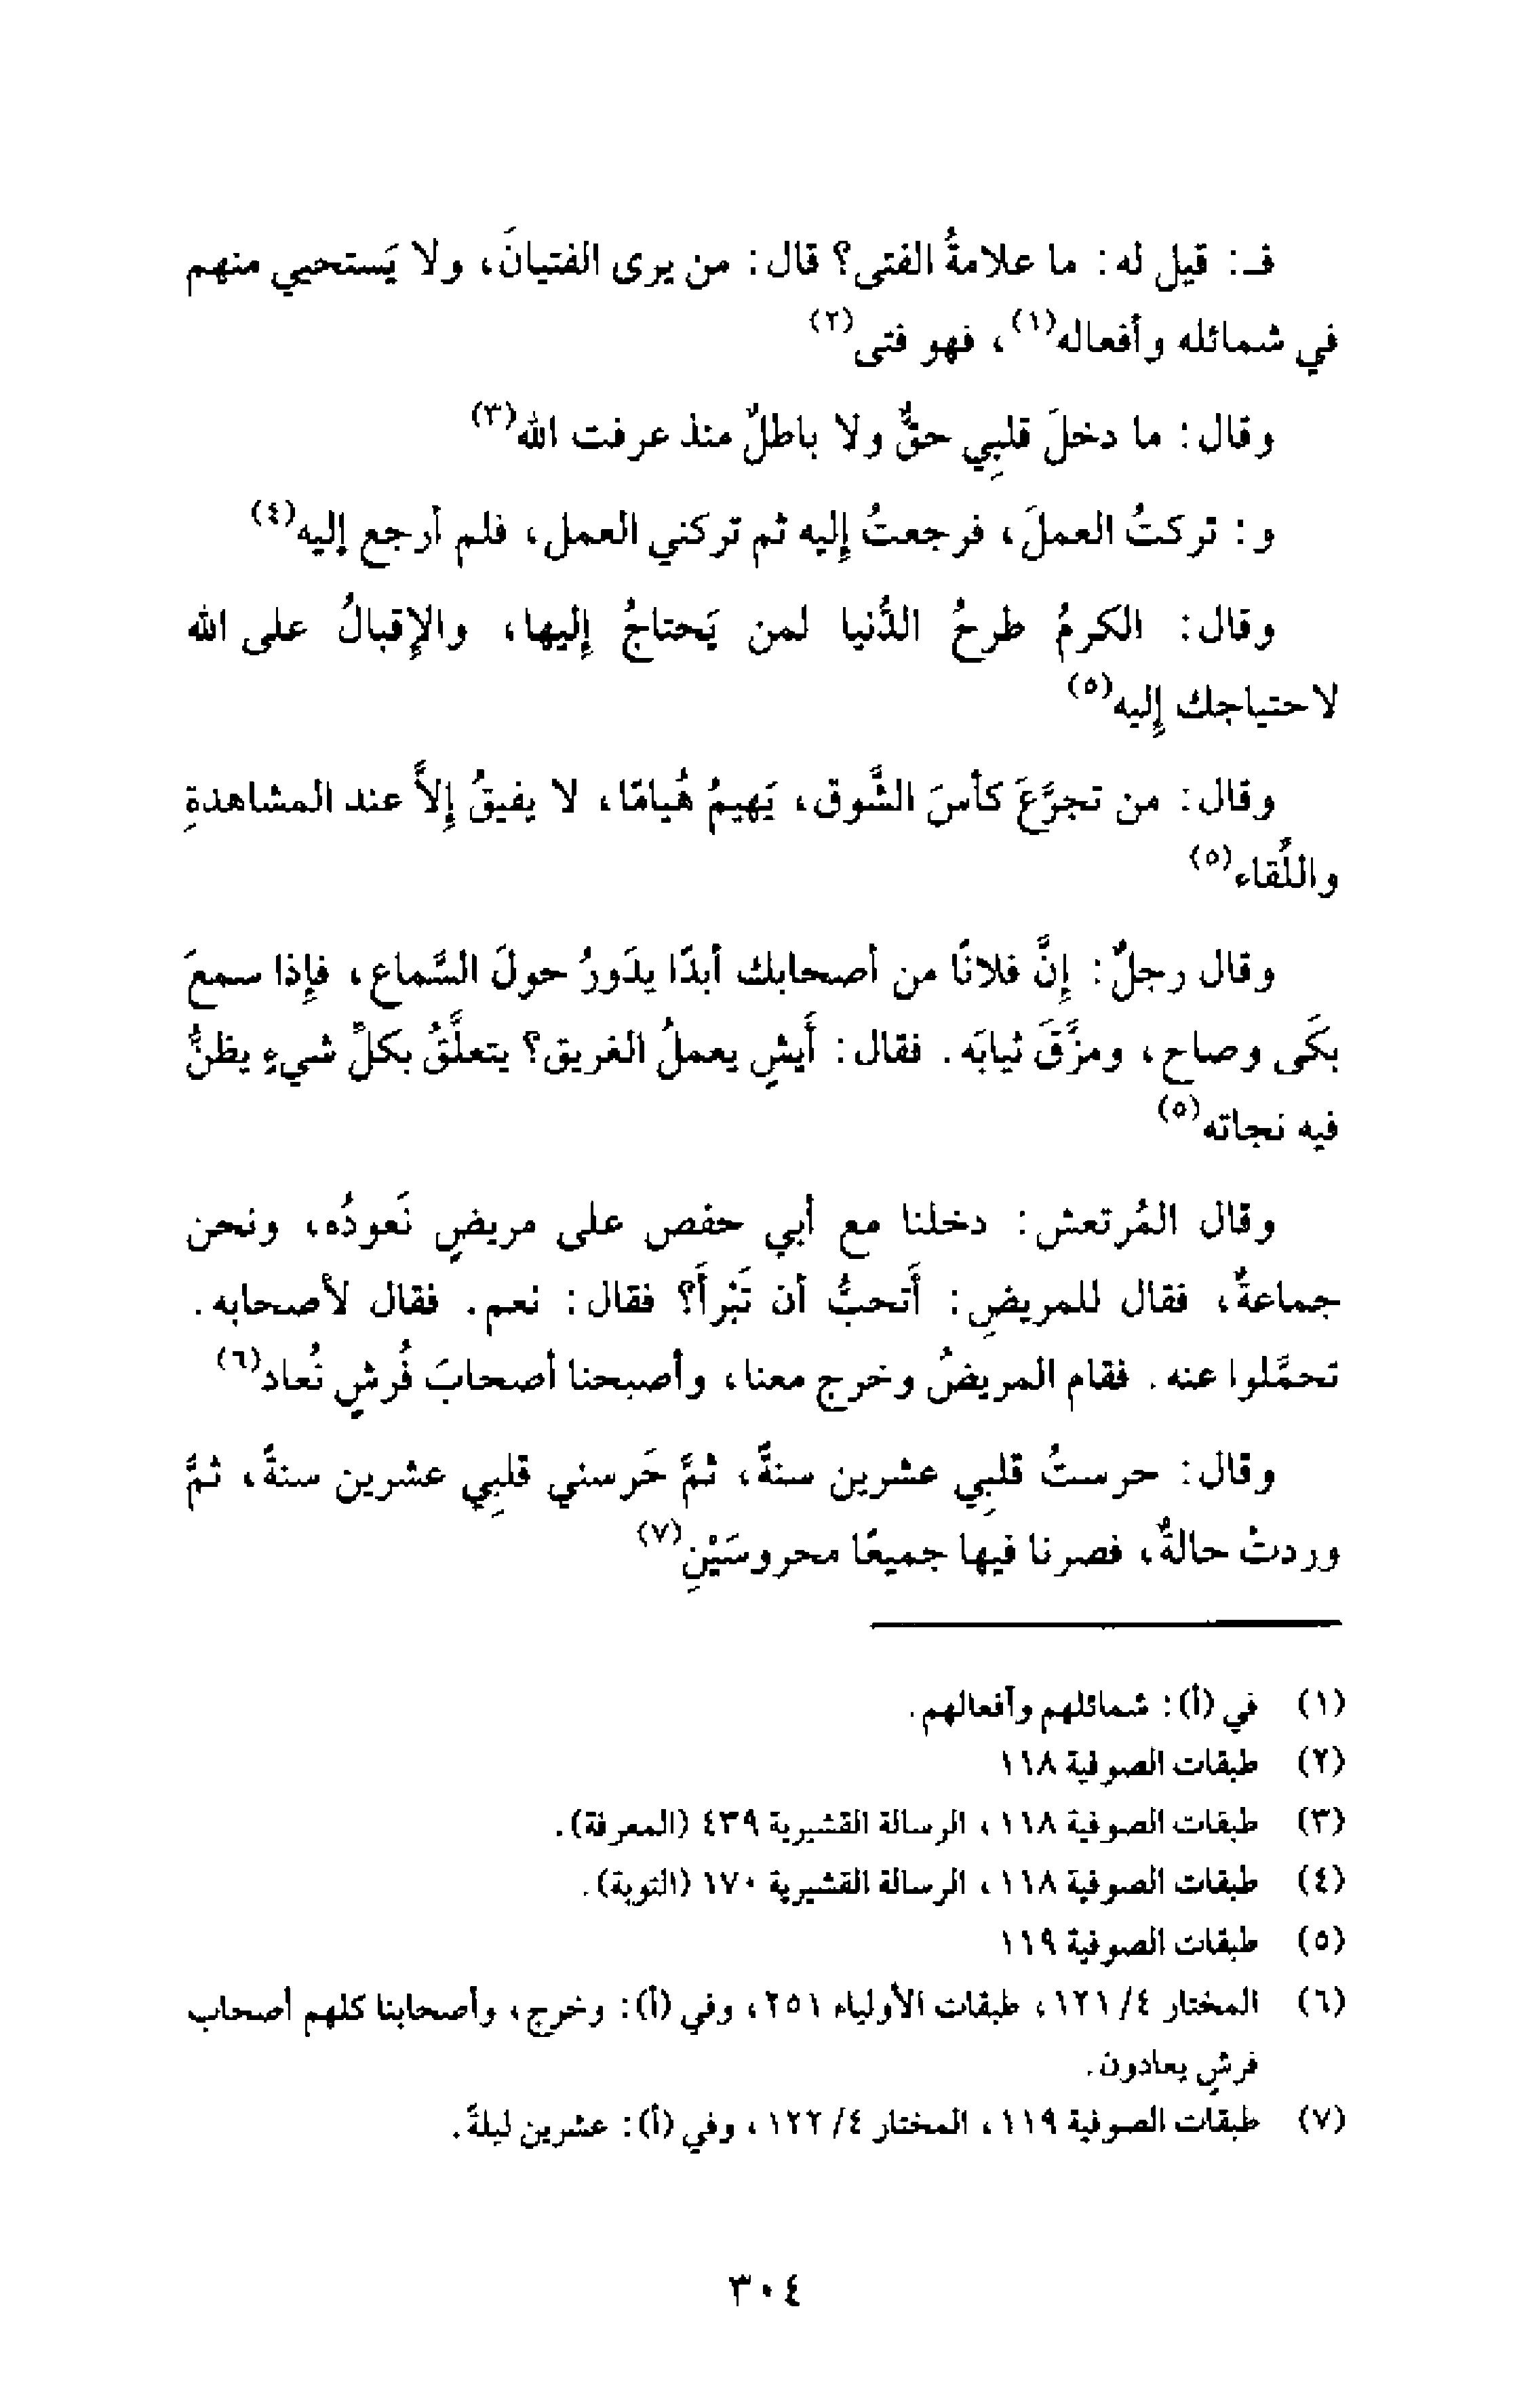 فـ: قيل له: ما علامةُ الفتى؟ قال: من يرى الفتيانَ، ولا يَستحيي منهم
في شمائله وأفعاله(١)، فهو فتى(٢)
وقال: ما دخلَ قلبِي حقٌّ ولا باطلٌ منذ عرفت الله(٣)
و: تركتُ العملَ، فرجعتُ إليه ثم تركني العمل، فلم أرجع إليه(٤)
وقال: الكرمُ طرحُ الدُّنيا لمن يَحتاجُ إليها، والإقبالُ على الله
لاحتياجك إليه(٥)
وقال: من تجرَّعَ كأسَ الشَّوق، يَهيمُ هُيامًا، لا يفيقُ إلاَّ عند المشاهدةِ
واللُّقاء(٥)
وقال رجلٌ: إنَّ فلانًا من أصحابك أبدًا يدَورُ حولَ السَّماع، فإذا سمعَ
بكَى وصاح، ومزَّقَ ثيابَه. فقال: أَيشِ يعملُ الغريق؟ يتعلَّقُ بكلِّ شيءٍ يظنُّ
فيه نجاته(٥)
وقال المُرتعش: دخلنا مع أبي حفص على مريضٍ نَعودُه، ونحن
جماعةٌ، فقال للمريضِ: أَتحبُّ أن تَبْرأَ؟ فقال: نعم. فقال لأصحابه.
تحمَّلوا عنه. فقام المريضُ وخرج معنا، وأصبحنا أصحابَ فُرشٍ نُعاد(٦)
وقال: حرستُ قلبِي عشرين سنةً، ثمَّ حَرسني قلبِي عشرين سنةً، ثمَّ
وردتْ حالةٌ، فصرنا فيها جميعًا محروسَيْنِ(٧)
(١) في (أ): شمائلهم وأفعالهم.
(٢) طبقات الصوفية ١١٨
(٣) طبقات الصوفية ١١٨، الرسالة القشيرية ٤٣٩ (المعرفة).
(٤) طبقات الصوفية ١١٨، الرسالة القشيرية ١٧٠ (التوبة).
(٥) طبقات الصوفية ١١٩
(٦) المختار ٤/ ١٢١، طبقات الأولياء ٢٥١، وفي (أ): وخرج، وأصحابنا كلهم أصحاب
فرشٍ يعادون.
(٧) طبقات الصوفية ١١٩، المختار ٤/ ١٢٢، وفي (أ): عشرين ليلةً.
٣٠٤